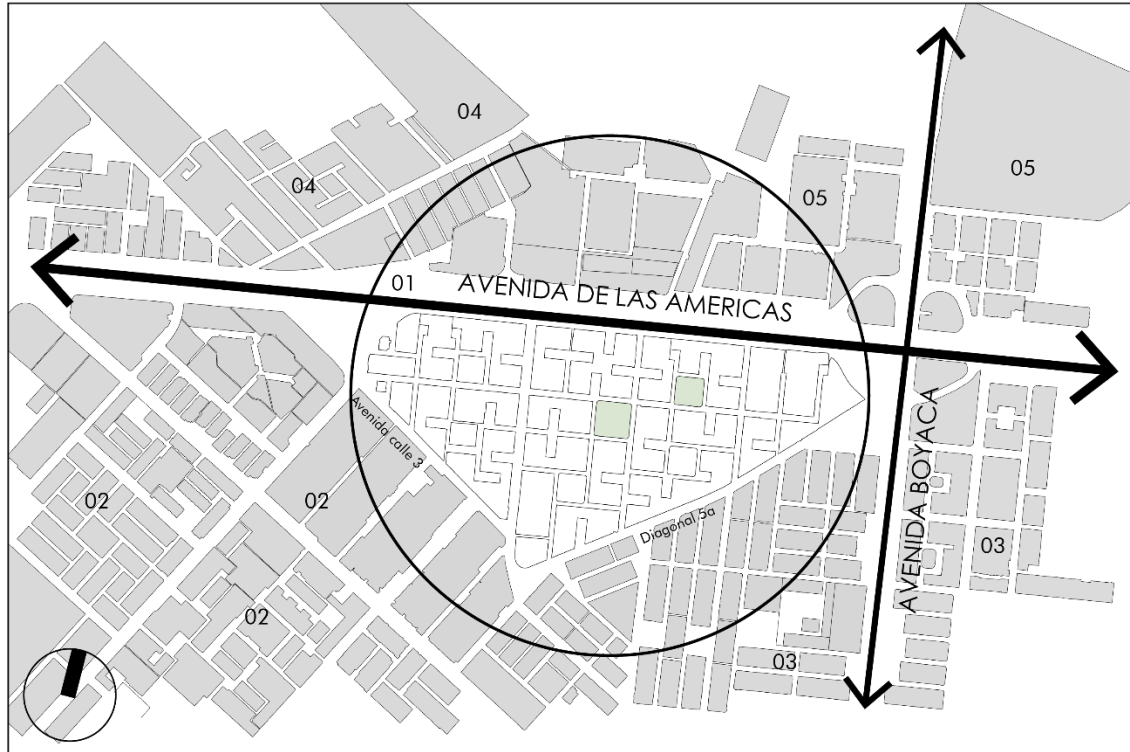 04
05
04
05
01
AVENIDA DE LAS AMERICAS
Avenida calle 3
AVENIDA BOYACA
02
02
Diagonal 5a
03
02
03